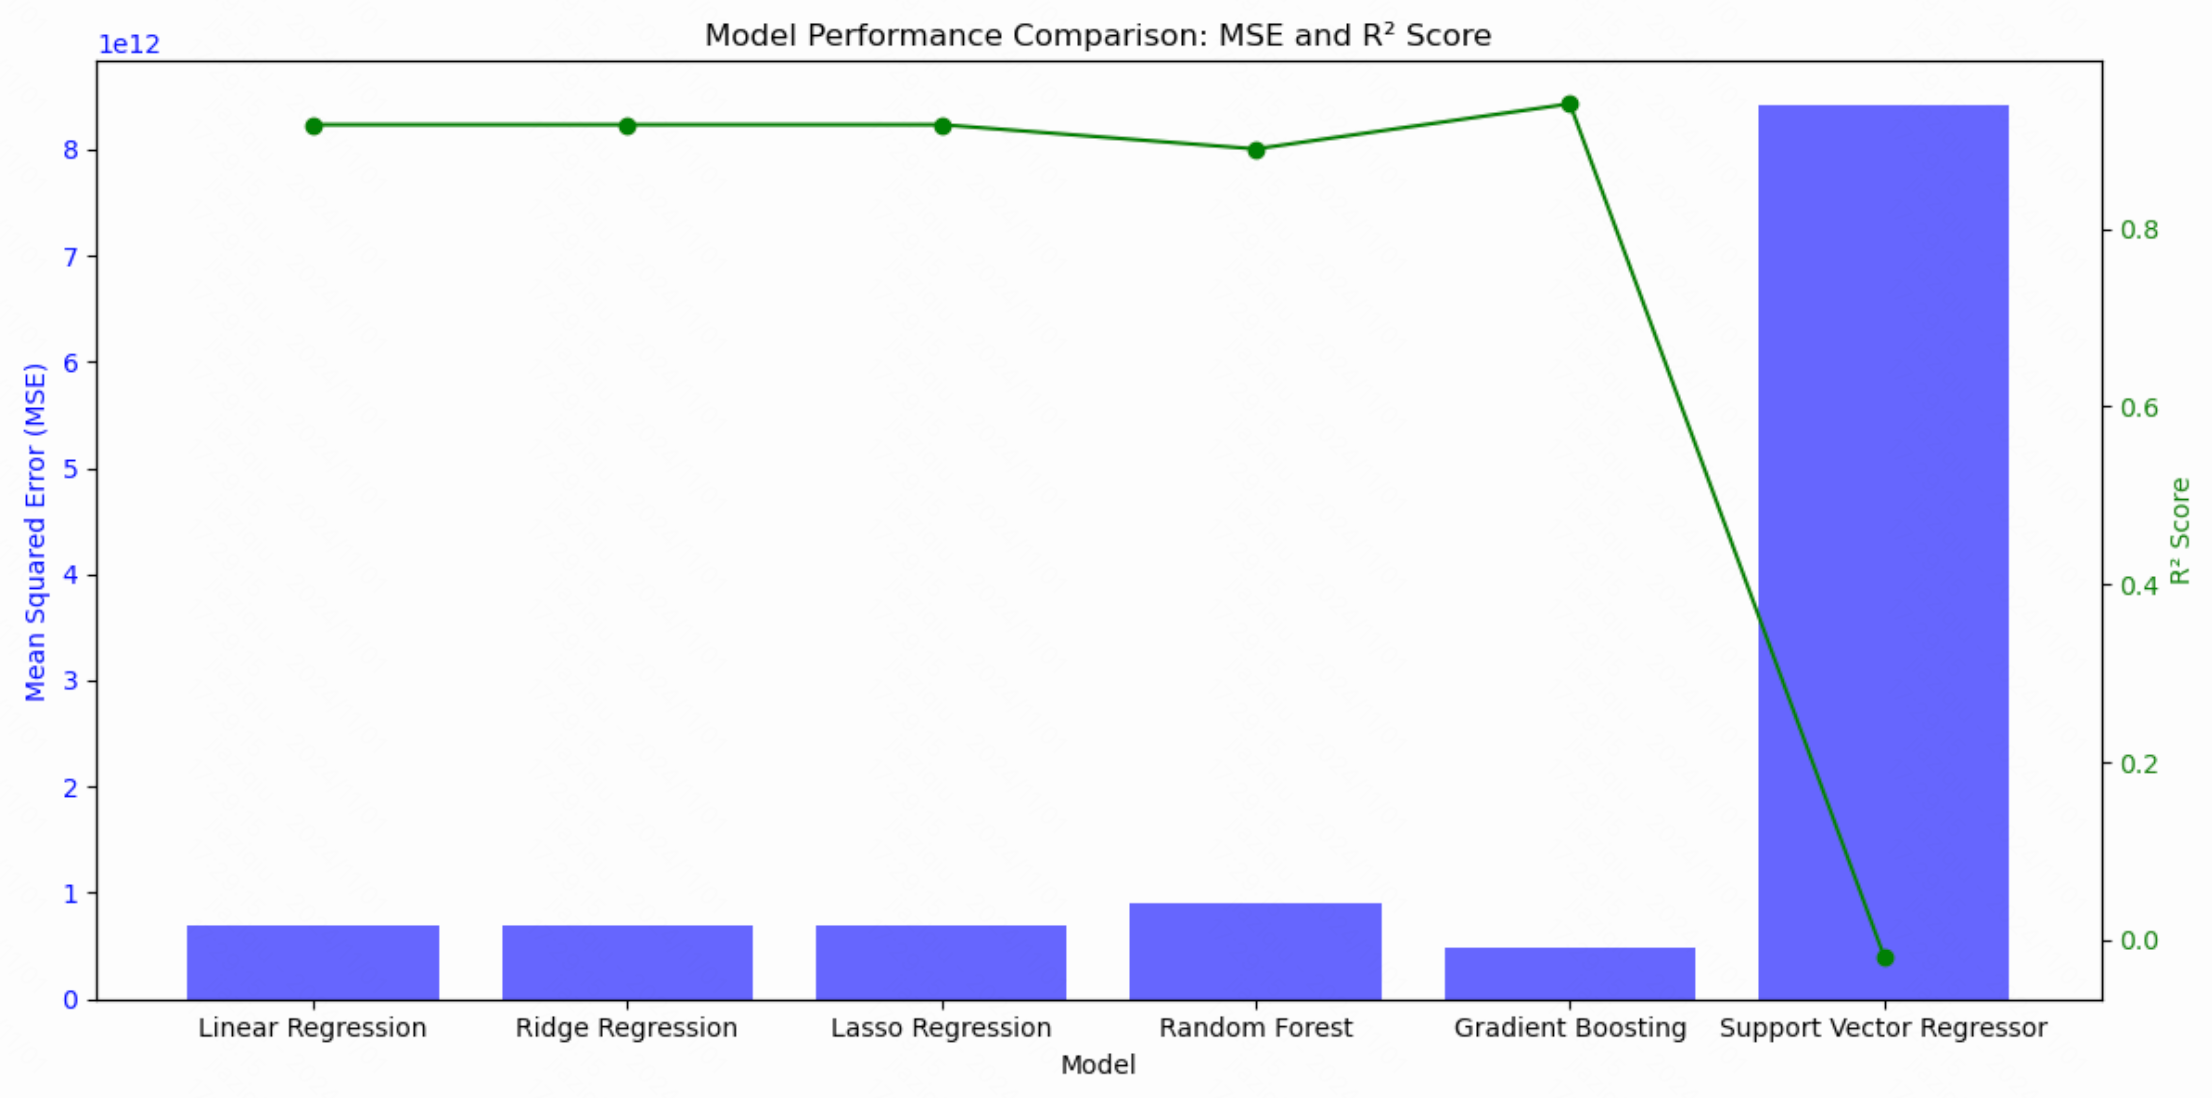 Model Performance Comparison: MSE and R² Score
1e12
8
7
6
5
4
3
2
1
0
Mean Squared Error (MSE)
0.8
0.6
0.4
0.2
0.0
R² Score
Linear Regression
Ridge Regression
Lasso Regression
Random Forest
Gradient Boosting
Support Vector Regressor
Model